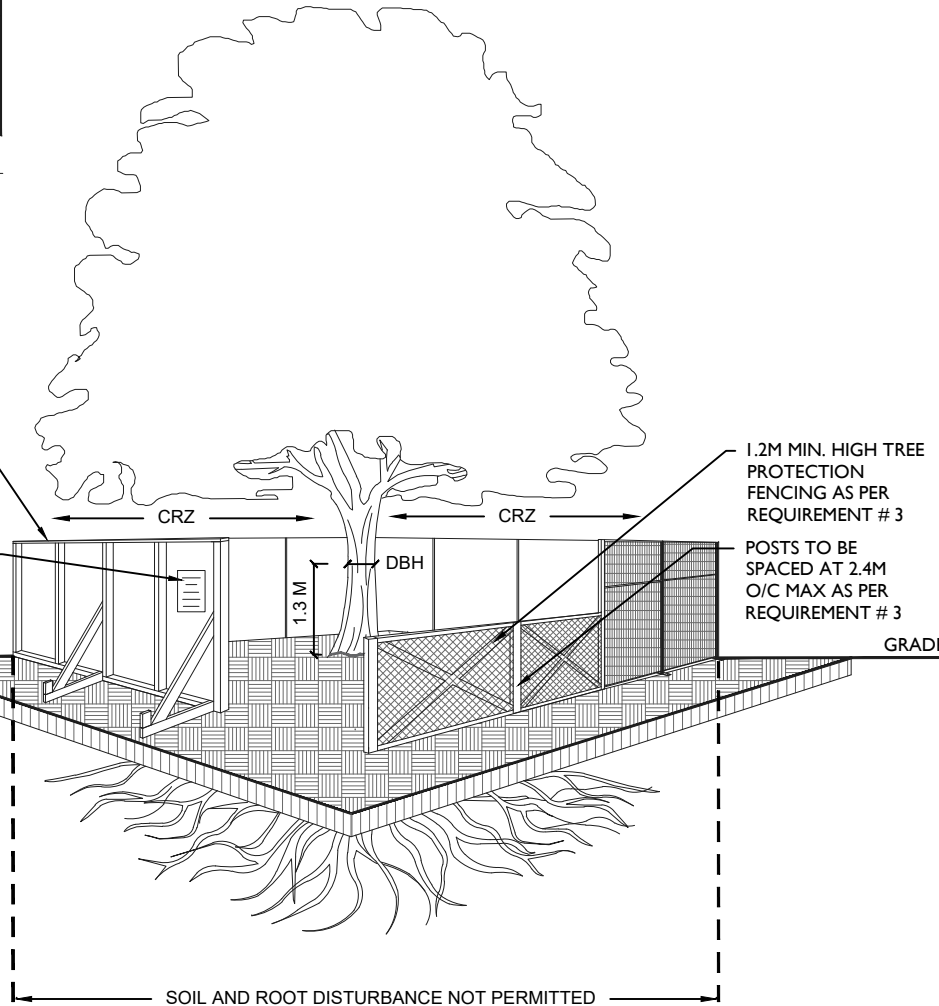 1.2M MIN. HIGH TREE
PROTECTION
FENCING AS PER
REQUIREMENT # 3
CRZ
CRZ
POSTS TO BE
SPACED AT 2.4M
O/C MAX AS PER
REQUIREMENT # 3
DBH
1.3 M
GRADE
SOIL AND ROOT DISTURBANCE NOT PERMITTED